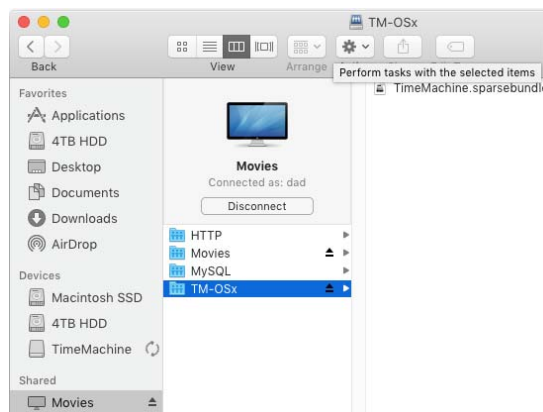 TM-OSx
Back
View
Arrange
Perform tasks with the selected items
Favorites
Applications
4TB HDD
Desktop
Documents
Downloads
AirDrop
Devices
Macintosh SSD
4TB HDD
TimeMachine
Shared
Movies
Movies
Connected as: dad
Disconnect
HTTP
Movies
MySQL
TM-OSx
TimeMachine.sparsebundl